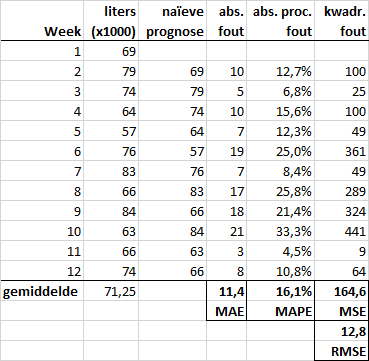 liters naïeve abs. abs. proc. kwadr.
Week (x1000) prognose fout fout fout
1 69
2 79 69 10 12,7% 100
3 74 79 5 6,8% 25
4 64 74 10 15,6% 100
5 57 64 7 12,3% 49
6 76 57 19 25,0% 361
7 83 76 7 8,4% 49
8 66 83 17 25,8% 289
9 84 66 18 21,4% 324
10 63 84 21 33,3% 441
11 66 63 3 4,5% 9
12 74 66 8 10,8% 64
gemiddelde 71,25 11,4 16,1% 164,6
MAE MAPE MSE
12,8
RMSE